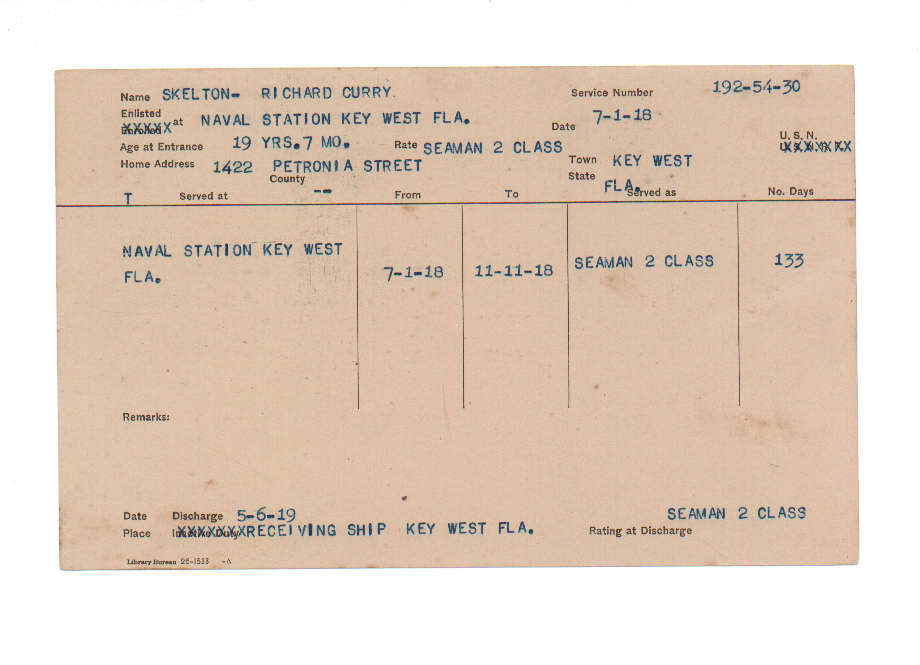 Name SKELTON- RICHARD CURRY. Service Number 192-54-30
Enlisted at NAVAL STATION KEY WEST FLA. Date 7-1-18
Age at Entrance 19 YRS.7 MO. Rate SEAMAN 2 CLASS U. S. N.
Home Address 1422 PETRONIA STREET Town KEY WEST
County -- State FLA.
T Served at From To Served as No. Days
NAVAL STATION KEY WEST
FLA. 7-1-18 11-11-18 SEAMAN 2 CLASS 133
Remarks:
Date Discharge 5-6-19 SEAMAN 2 CLASS
Place RECEIVING SHIP KEY WEST FLA. Rating at Discharge
Library Bureau 25-1533